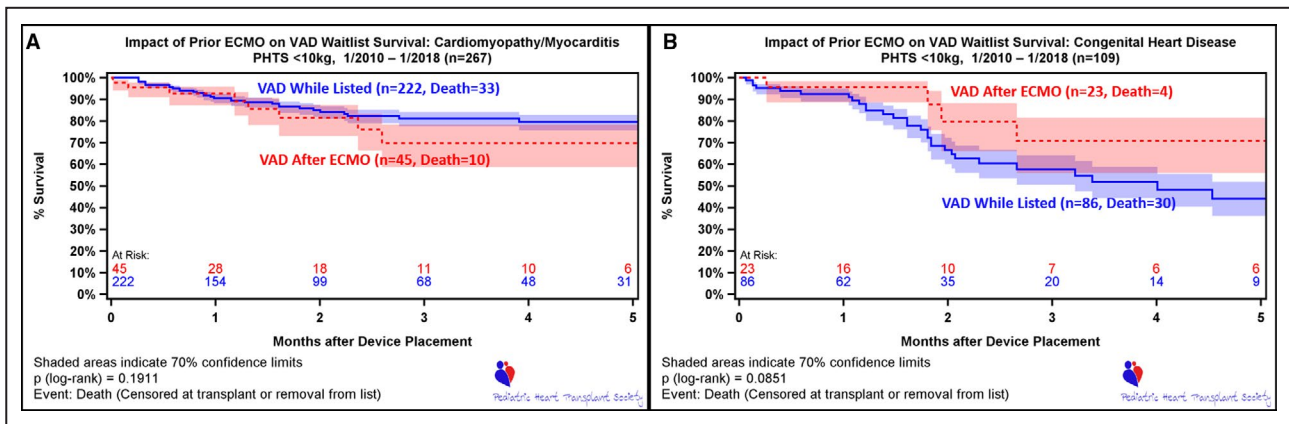 A
Impact of Prior ECMO on VAD Waitlist Survival: Cardiomyopathy/Myocarditis
PHTS <10kg, 1/2010 – 1/2018 (n=267)
% Survival
100%
90%
80%
70%
60%
50%
40%
30%
20%
10%
0%
VAD While Listed (n=222, Death=33)
VAD After ECMO (n=45, Death=10)
At Risk:
45 28 18 11 10 6
222 154 99 68 48 31
0 1 2 3 4 5
Months after Device Placement
Shaded areas indicate 70% confidence limits
p (log-rank) = 0.1911
Event: Death (Censored at transplant or removal from list)
Pediatric Heart Transplant Society
B
Impact of Prior ECMO on VAD Waitlist Survival: Congenital Heart Disease
PHTS <10kg, 1/2010 – 1/2018 (n=109)
% Survival
100%
90%
80%
70%
60%
50%
40%
30%
20%
10%
0%
VAD After ECMO (n=23, Death=4)
VAD While Listed (n=86, Death=30)
At Risk:
23 16 10 7 6 6
86 62 35 20 14 9
0 1 2 3 4 5
Months after Device Placement
Shaded areas indicate 70% confidence limits
p (log-rank) = 0.0851
Event: Death (Censored at transplant or removal from list)
Pediatric Heart Transplant Society